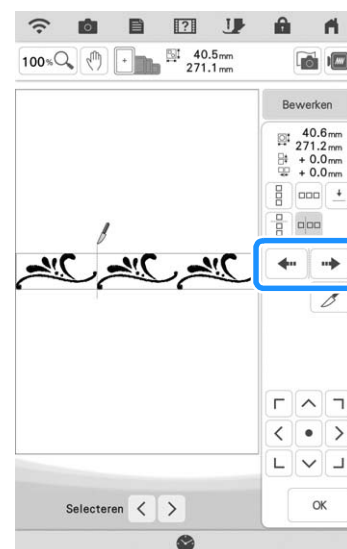 100% 40.5mm
271.1mm
Bewerken
40.6mm
271.2mm
+ 0.0mm
+ 0.0mm
Selecteren
OK